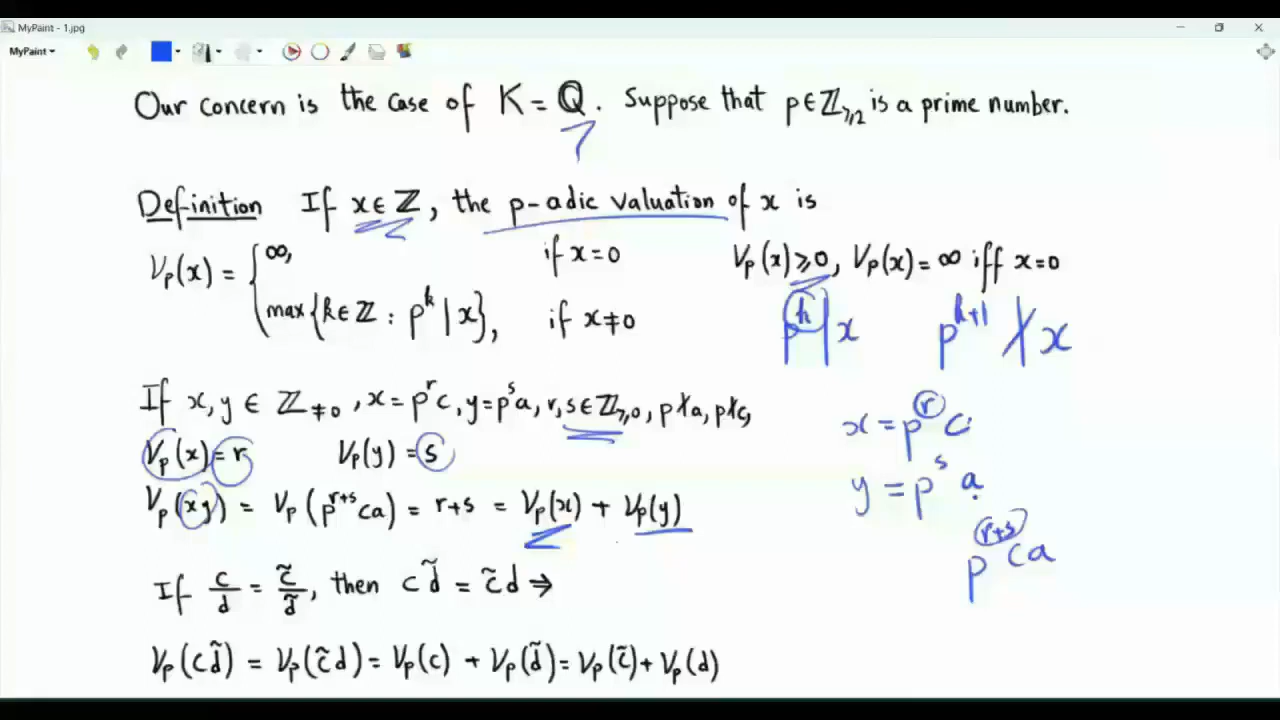 MyPaint - 1.jpg
MyPaint
Our concern is the case of K = ℚ. Suppose that p∈ℤ≥2 is a prime number.
Definition If x∈ℤ, the p-adic valuation of x is
Vp(x) = { ∞, if x=0
max{k∈ℤ : p^k | x}, if x≠0
Vp(x)≥0, Vp(x)=∞ iff x=0
p^k | x p^(k+1) ∤ x
If x, y ∈ ℤ≠0, x=p^r c, y=p^s a, r, s∈ℤ≥0, p∤a, p∤c,
Vp(x)=r Vp(y)=s
Vp(xy) = Vp(p^(r+s) ca) = r+s = Vp(x) + Vp(y)
x = p^r c
y = p^s a
p^(r+s) ca
If c/d = c̃/d̃, then c d̃ = c̃ d ⇒
Vp(c d̃) = Vp(c̃ d) = Vp(c) + Vp(d̃) = Vp(c̃) + Vp(d)